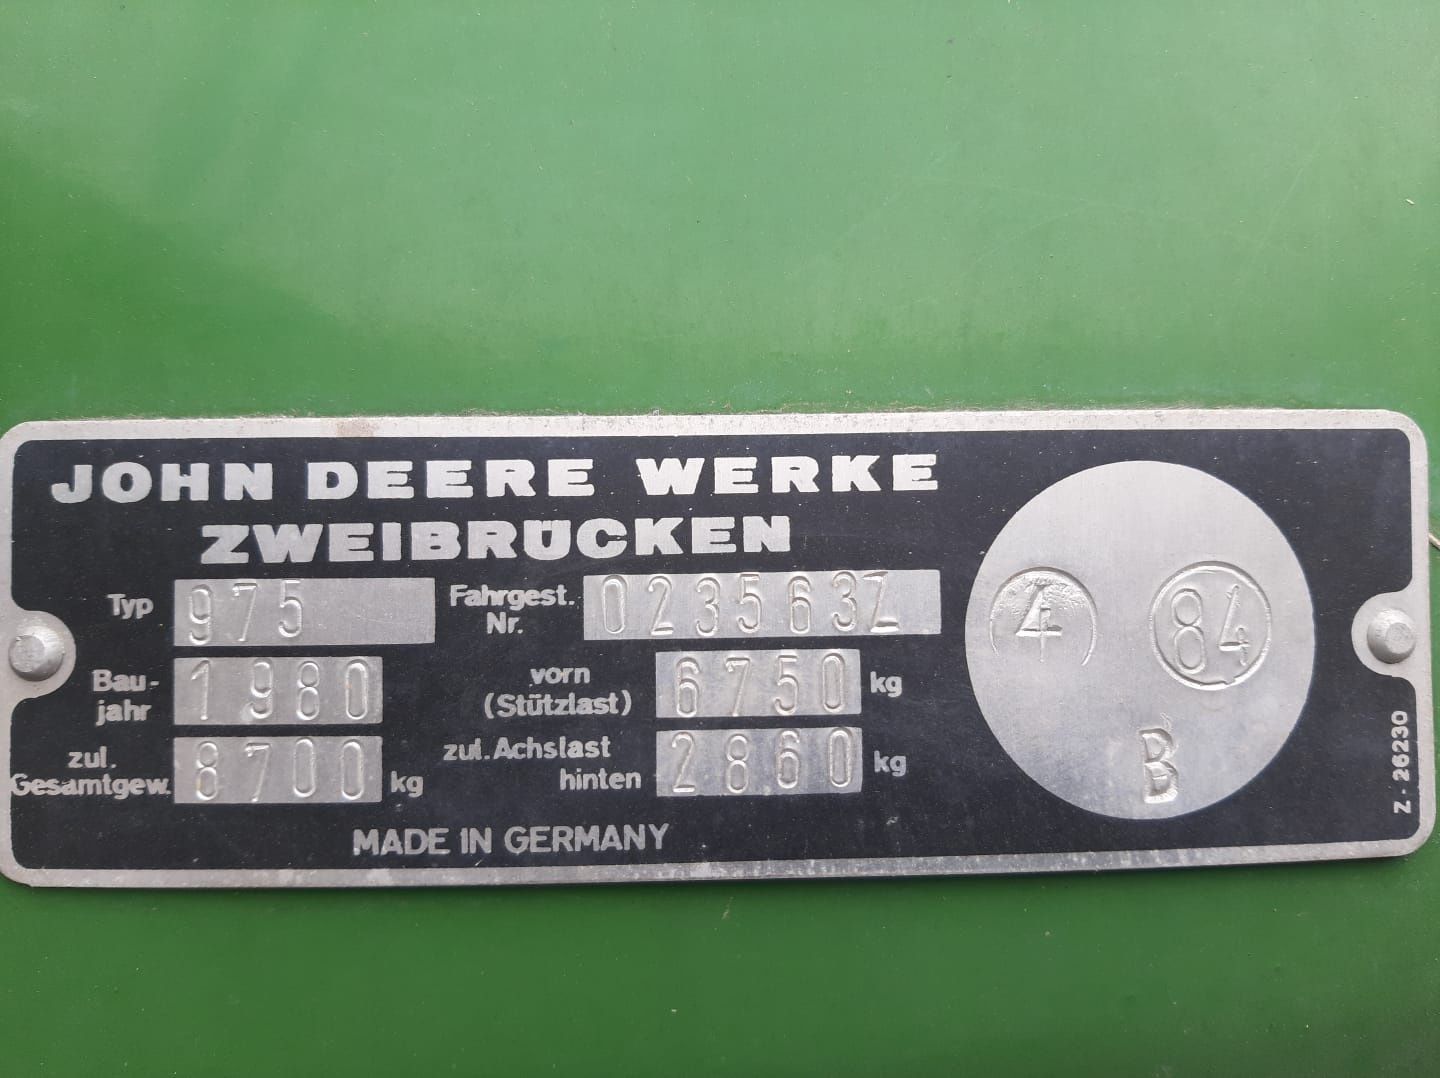 JOHN DEERE WERKE
ZWEIBRÜCKEN
Typ 975 Fahrgest. Nr. 023563Z
Bau-jahr 1980 vorn (Stützlast) 6750 kg
zul. Gesamtgew. 8700 kg zul. Achslast hinten 2860 kg
MADE IN GERMANY
4 84
B
Z-26230